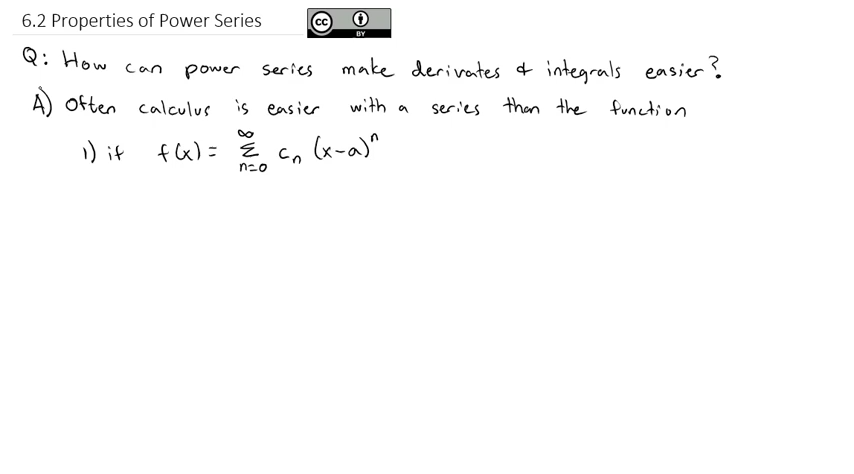 6.2 Properties of Power Series
cc BY
Q: How can power series make derivates & integrals easier?
A) Often calculus is easier with a series than the function
1) if f(x) = ∑_{n=0}^{∞} c_n (x-a)^n